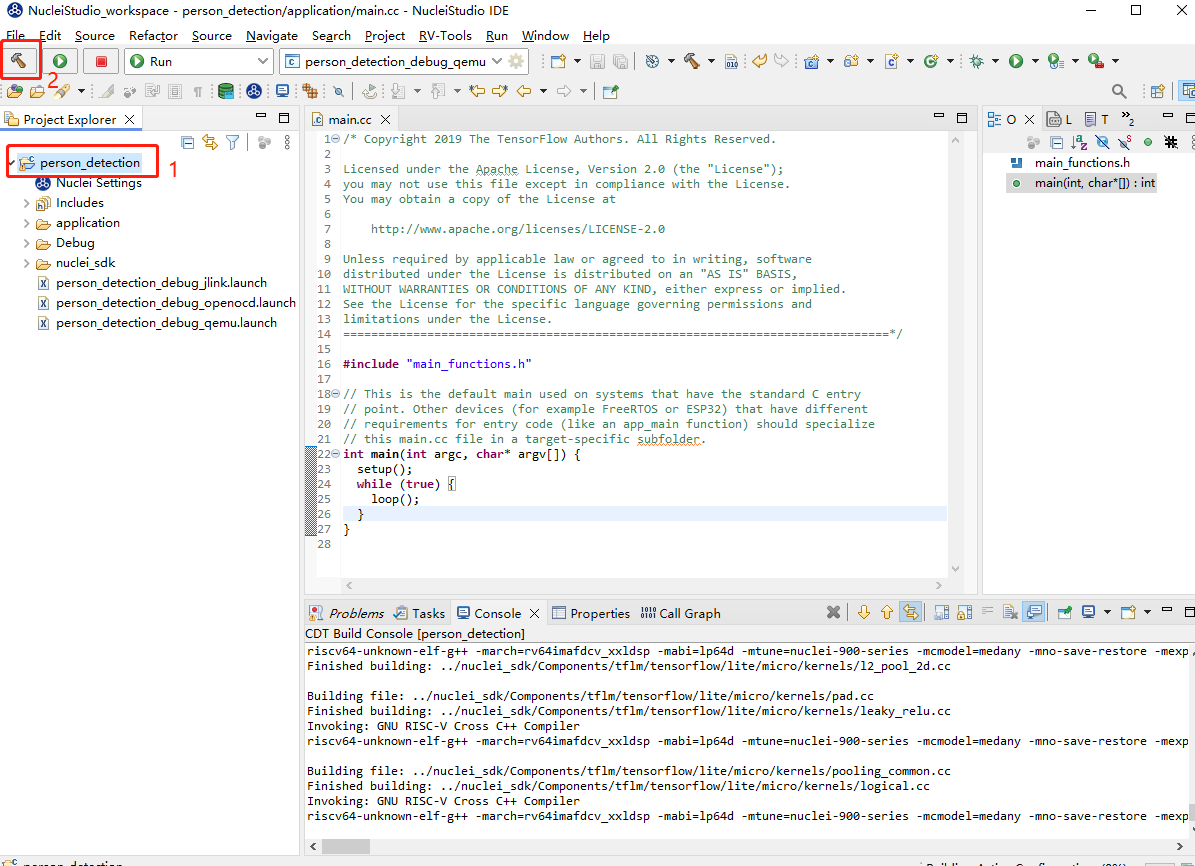 NucleiStudio_workspace - person_detection/application/main.cc - NucleiStudio IDE
File Edit Source Refactor Source Navigate Search Project RV-Tools Run Window Help
Run
person_detection_debug_qemu
2
Project Explorer
person_detection
1
Nuclei Settings
Includes
application
Debug
nuclei_sdk
person_detection_debug_jlink.launch
person_detection_debug_openocd.launch
person_detection_debug_qemu.launch
main.cc
1 /* Copyright 2019 The TensorFlow Authors. All Rights Reserved.
2
3 Licensed under the Apache License, Version 2.0 (the "License");
4 you may not use this file except in compliance with the License.
5 You may obtain a copy of the License at
6
7     http://www.apache.org/licenses/LICENSE-2.0
8
9 Unless required by applicable law or agreed to in writing, software
10 distributed under the License is distributed on an "AS IS" BASIS,
11 WITHOUT WARRANTIES OR CONDITIONS OF ANY KIND, either express or implied.
12 See the License for the specific language governing permissions and
13 limitations under the License.
14 ==============================================================================*/
15
16 #include "main_functions.h"
17
18 // This is the default main used on systems that have the standard C entry
19 // point. Other devices (for example FreeRTOS or ESP32) that have different
20 // requirements for entry code (like an app_main function) should specialize
21 // this main.cc file in a target-specific subfolder.
22 int main(int argc, char* argv[]) {
23   setup();
24   while (true) {
25     loop();
26   }
27 }
28
O L T »2
main_functions.h
main(int, char*[]) : int
Problems Tasks Console Properties Call Graph
CDT Build Console [person_detection]
riscv64-unknown-elf-g++ -march=rv64imafdcv_xxldsp -mabi=lp64d -mtune=nuclei-900-series -mcmodel=medany -mno-save-restore -mexp
Finished building: ../nuclei_sdk/Components/tflm/tensorflow/lite/micro/kernels/l2_pool_2d.cc
Building file: ../nuclei_sdk/Components/tflm/tensorflow/lite/micro/kernels/pad.cc
Finished building: ../nuclei_sdk/Components/tflm/tensorflow/lite/micro/kernels/leaky_relu.cc
Invoking: GNU RISC-V Cross C++ Compiler
riscv64-unknown-elf-g++ -march=rv64imafdcv_xxldsp -mabi=lp64d -mtune=nuclei-900-series -mcmodel=medany -mno-save-restore -mexp
Building file: ../nuclei_sdk/Components/tflm/tensorflow/lite/micro/kernels/pooling_common.cc
Finished building: ../nuclei_sdk/Components/tflm/tensorflow/lite/micro/kernels/logical.cc
Invoking: GNU RISC-V Cross C++ Compiler
riscv64-unknown-elf-g++ -march=rv64imafdcv_xxldsp -mabi=lp64d -mtune=nuclei-900-series -mcmodel=medany -mno-save-restore -mexp
person_detection